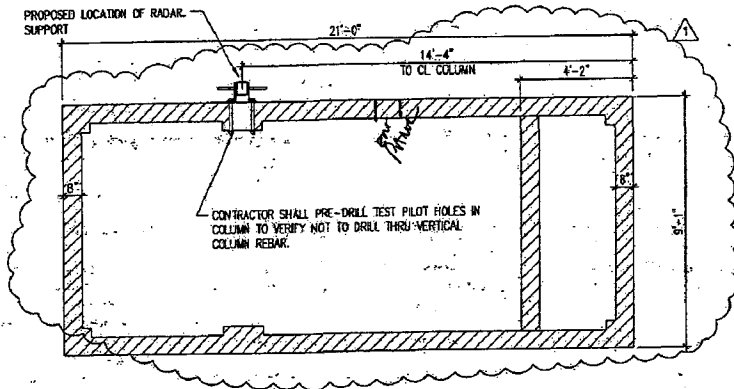 PROPOSED LOCATION OF RADAR
SUPPORT
21'-0"
1
14'-4"
TO CL COLUMN
4'-2"
8"
8"
9'-1"
CONTRACTOR SHALL PRE-DRILL TEST PILOT HOLES IN
COLUMN TO VERIFY NOT TO DRILL THRU VERTICAL
COLUMN REBAR.